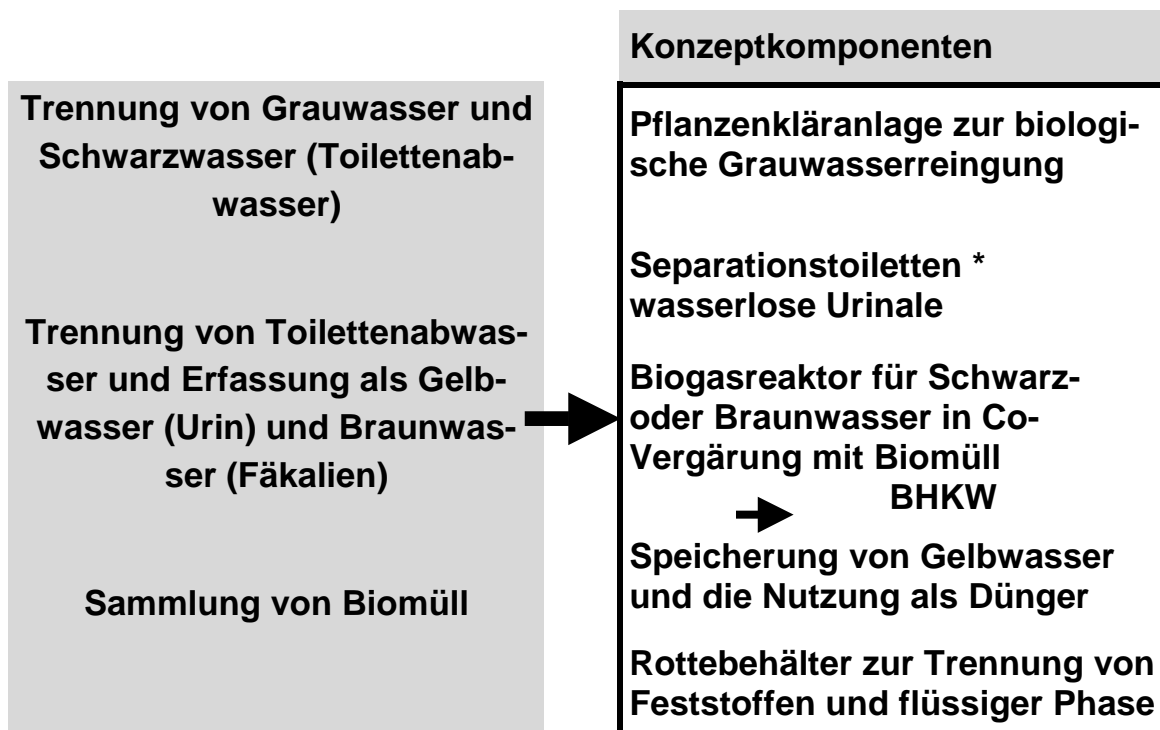 Konzeptkomponenten
Trennung von Grauwasser und
Schwarzwasser (Toilettenab-
wasser)
Trennung von Toilettenabwas-
ser und Erfassung als Gelb-
wasser (Urin) und Braunwas-
ser (Fäkalien)
Sammlung von Biomüll
Pflanzenkläranlage zur biologi-
sche Grauwasserreingung
Separationstoiletten *
wasserlose Urinale
Biogasreaktor für Schwarz-
oder Braunwasser in Co-
Vergärung mit Biomüll
BHKW
Speicherung von Gelbwasser
und die Nutzung als Dünger
Rottebehälter zur Trennung von
Feststoffen und flüssiger Phase